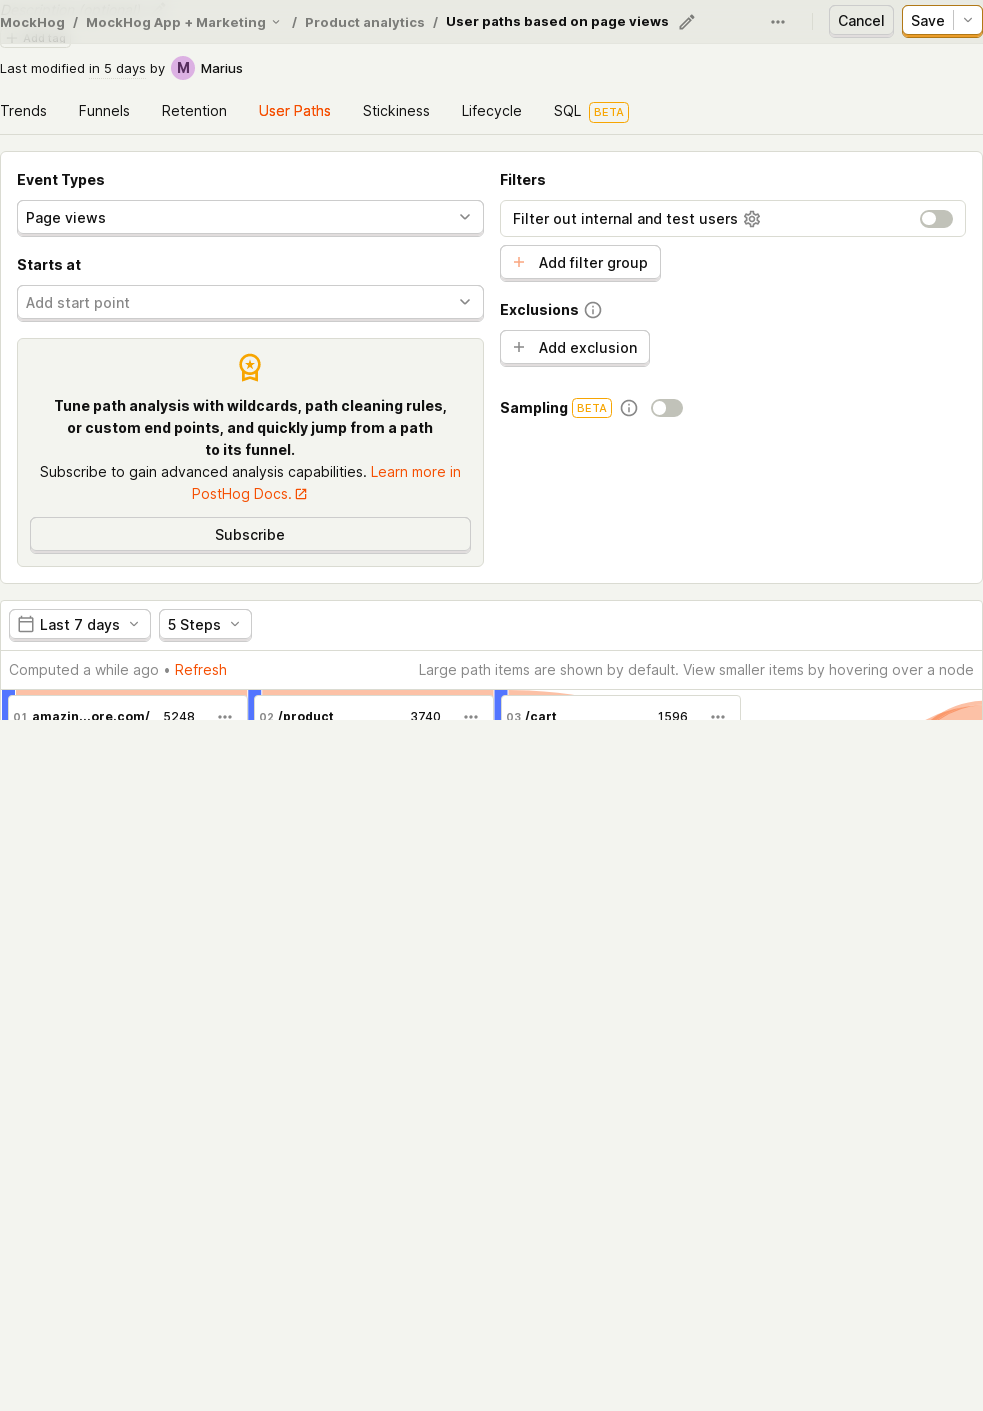 MockHog / MockHog App + Marketing / Product analytics / User paths based on page views
Cancel
Save
Add tag
Last modified in 5 days by M Marius
Trends
Funnels
Retention
User Paths
Stickiness
Lifecycle
SQL BETA
Event Types
Page views
Starts at
Add start point
Tune path analysis with wildcards, path cleaning rules,
or custom end points, and quickly jump from a path
to its funnel.
Subscribe to gain advanced analysis capabilities. Learn more in
PostHog Docs.
Subscribe
Filters
Filter out internal and test users
Add filter group
Exclusions
Add exclusion
Sampling BETA
Last 7 days
5 Steps
Computed a while ago • Refresh
Large path items are shown by default. View smaller items by hovering over a node
01 amazin...ore.com/ 5248
02 /product 3740
03 /cart 1596